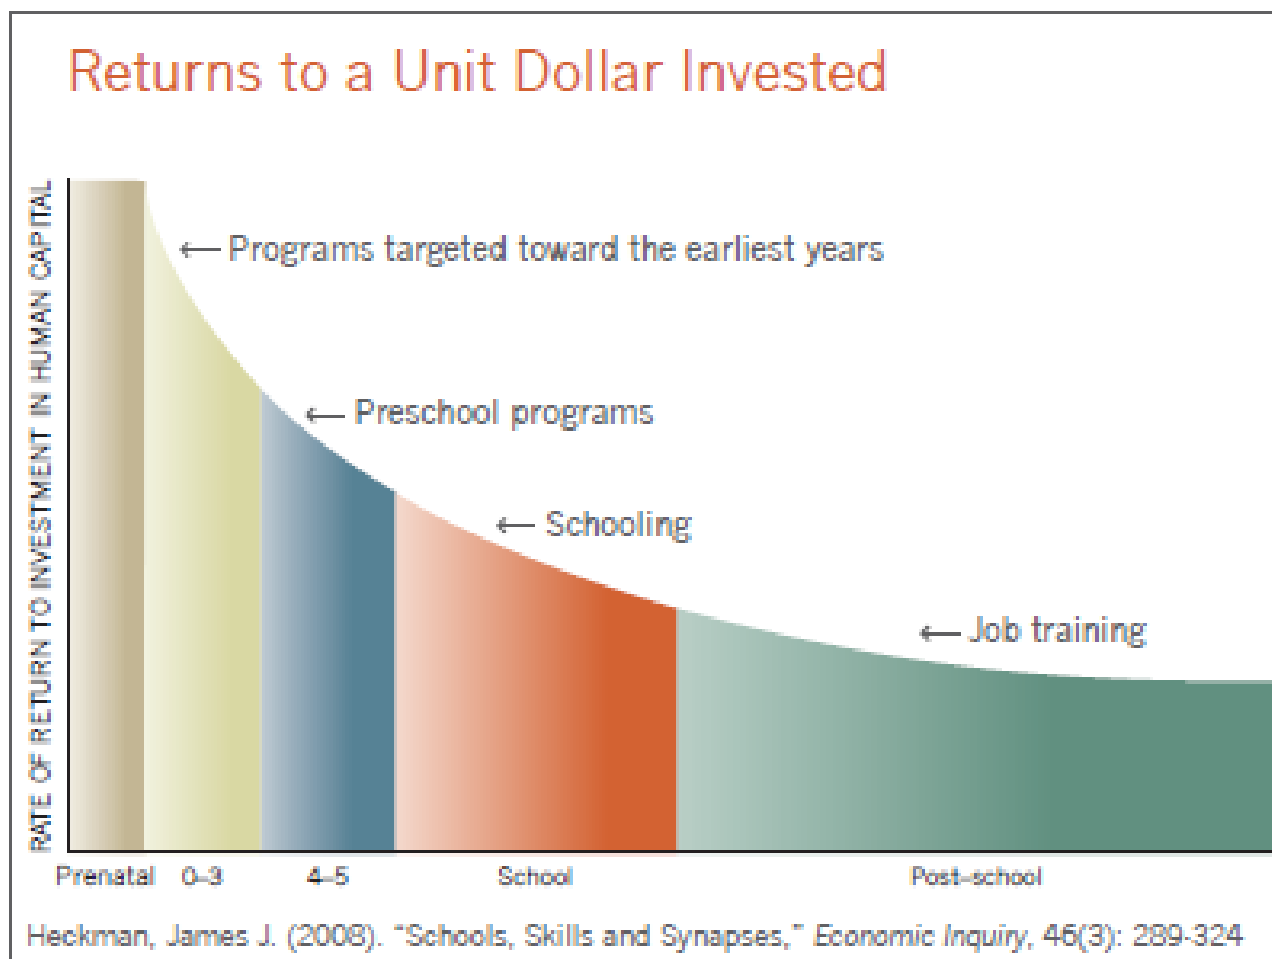 Returns to a Unit Dollar Invested
RATE OF RETURN TO INVESTMENT IN HUMAN CAPITAL
Programs targeted toward the earliest years
Preschool programs
Schooling
Job training
Prenatal 0–3 4–5 School Post–school
Heckman, James J. (2008). “Schools, Skills and Synapses,” Economic Inquiry, 46(3): 289-324